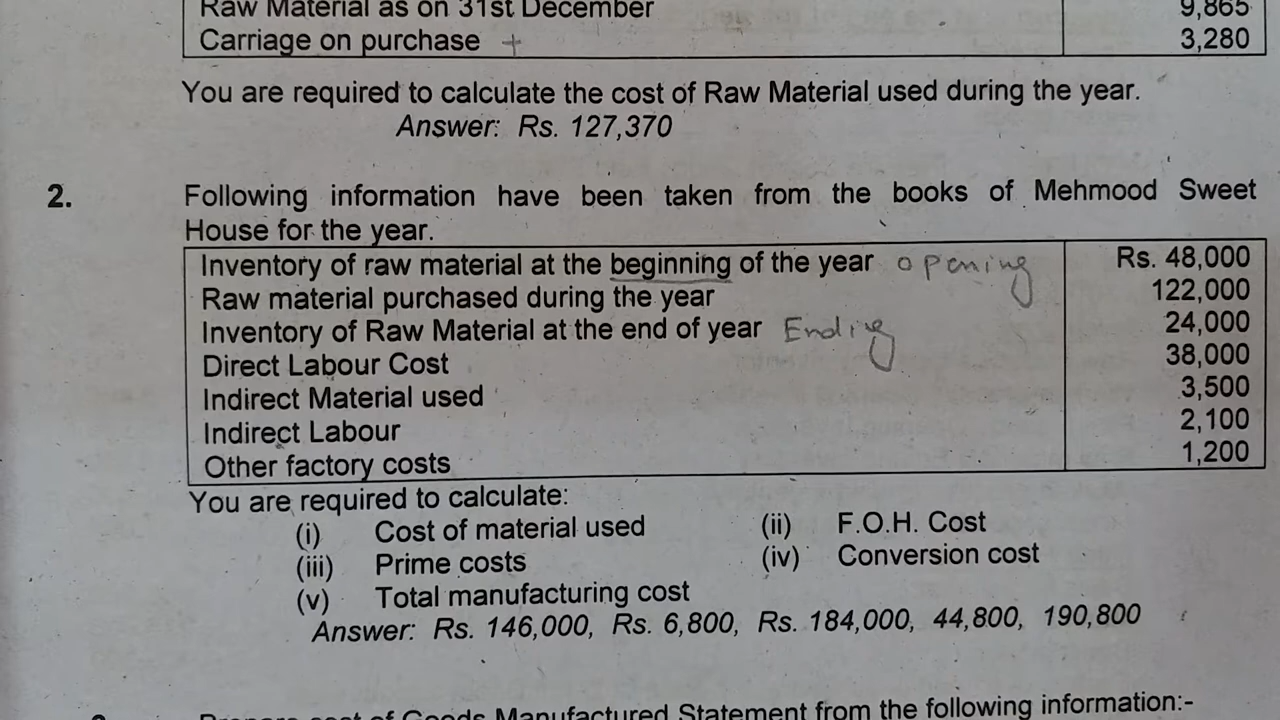 Raw Material as on 31st December 9,865
Carriage on purchase + 3,280
You are required to calculate the cost of Raw Material used during the year.
Answer: Rs. 127,370
2. Following information have been taken from the books of Mehmood Sweet
House for the year.
Inventory of raw material at the beginning of the year opening Rs. 48,000
Raw material purchased during the year 122,000
Inventory of Raw Material at the end of year Ending 24,000
Direct Labour Cost 38,000
Indirect Material used 3,500
Indirect Labour 2,100
Other factory costs 1,200
You are required to calculate:
(i) Cost of material used (ii) F.O.H. Cost
(iii) Prime costs (iv) Conversion cost
(v) Total manufacturing cost
Answer: Rs. 146,000, Rs. 6,800, Rs. 184,000, 44,800, 190,800
Prepare cost of Goods Manufactured Statement from the following information:-